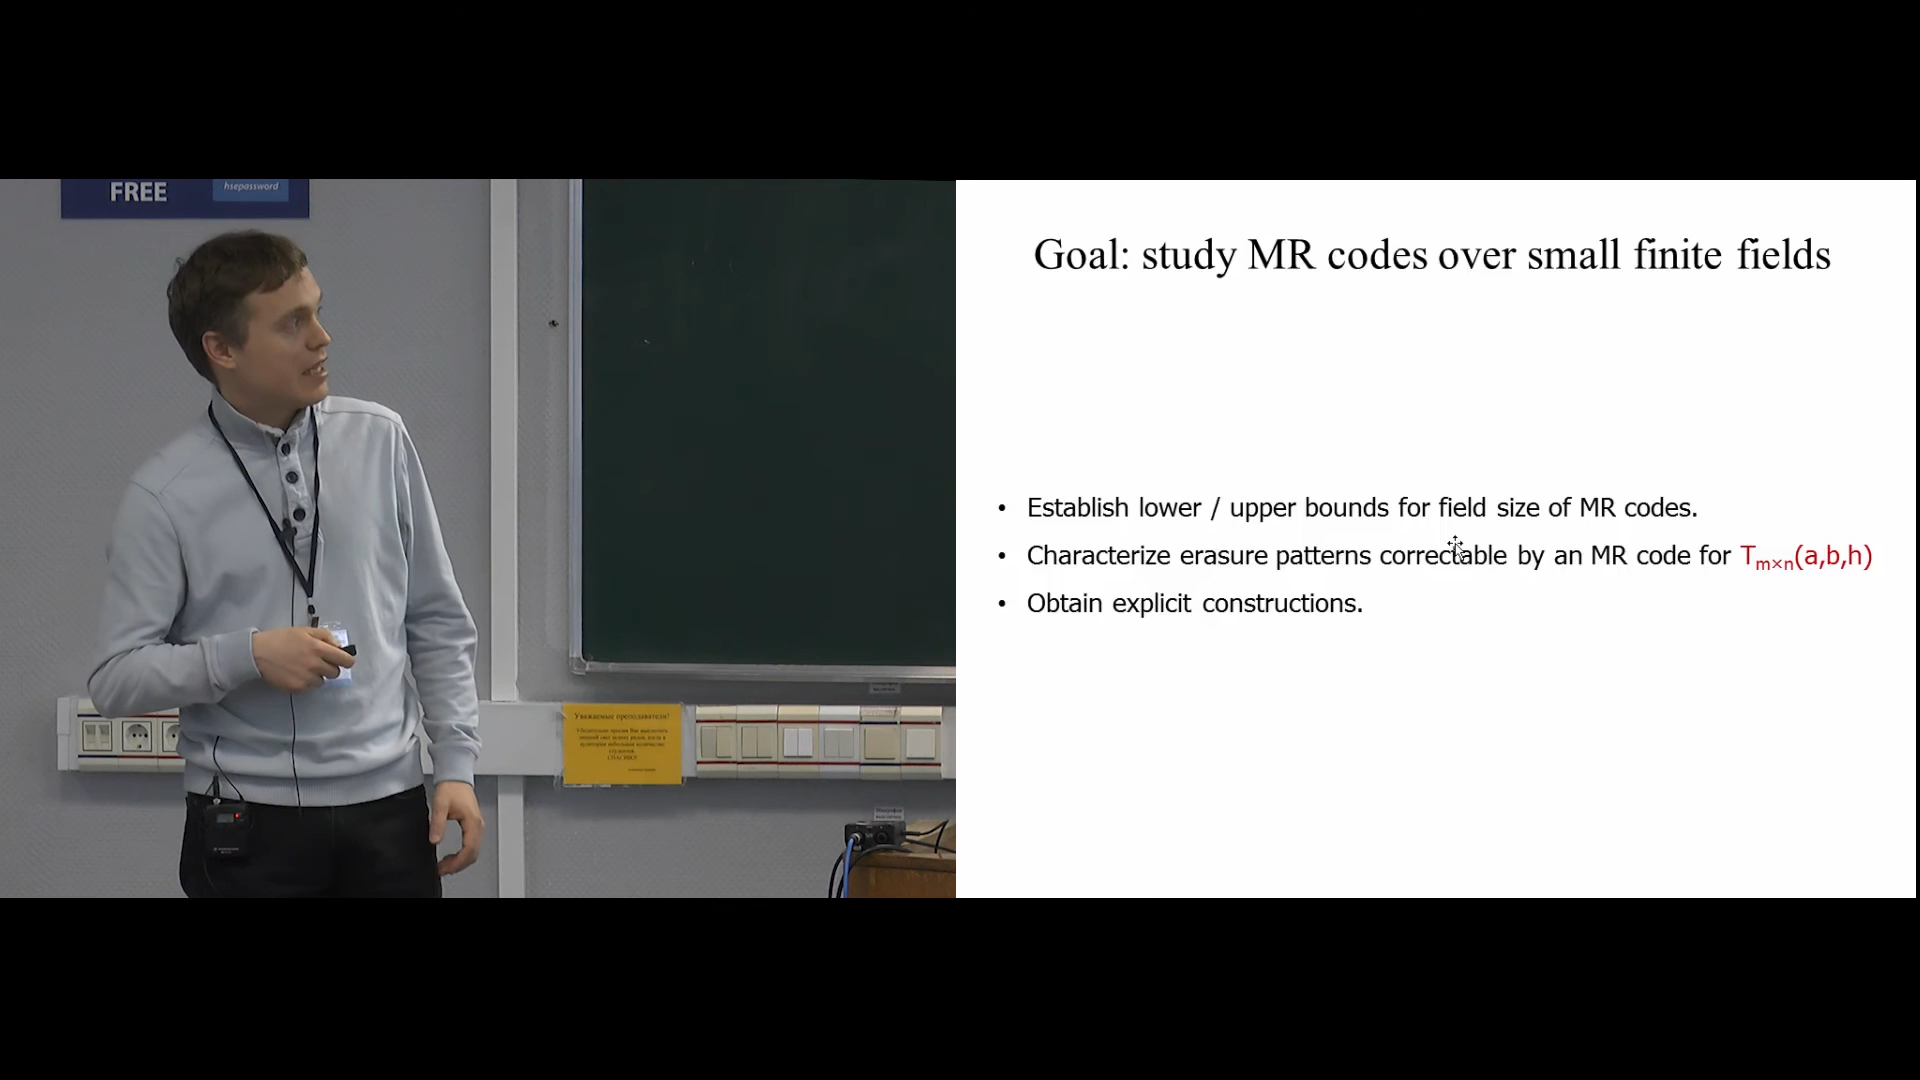 FREE
hsepassword
Уважаемые преподаватели!
СПАСИБО!
Goal: study MR codes over small finite fields
• Establish lower / upper bounds for field size of MR codes.
• Characterize erasure patterns correctable by an MR code for Tm×n(a,b,h)
• Obtain explicit constructions.